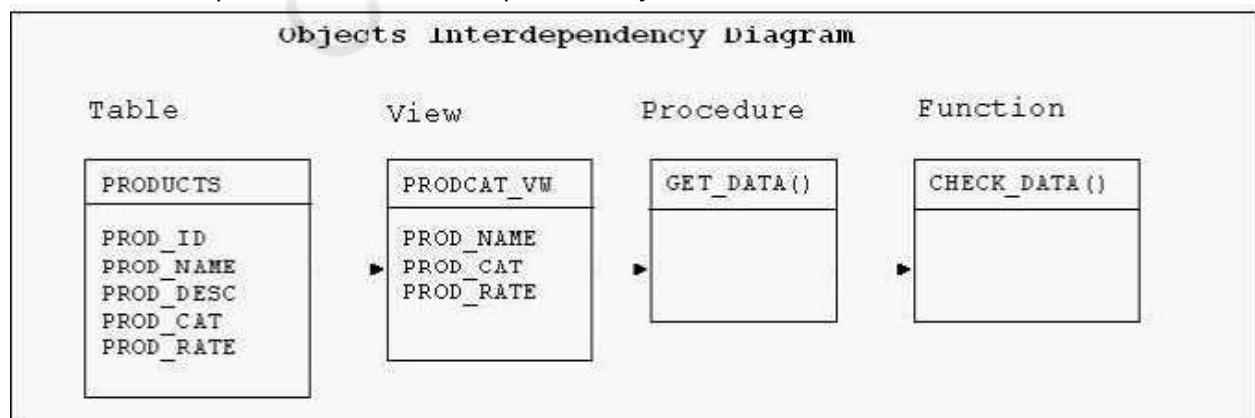 Objects Interdependency Diagram
Table
View
Procedure
Function
PRODUCTS
PROD_ID
PROD_NAME
PROD_DESC
PROD_CAT
PROD_RATE
PRODCAT_VW
PROD_NAME
PROD_CAT
PROD_RATE
GET_DATA()
CHECK_DATA()